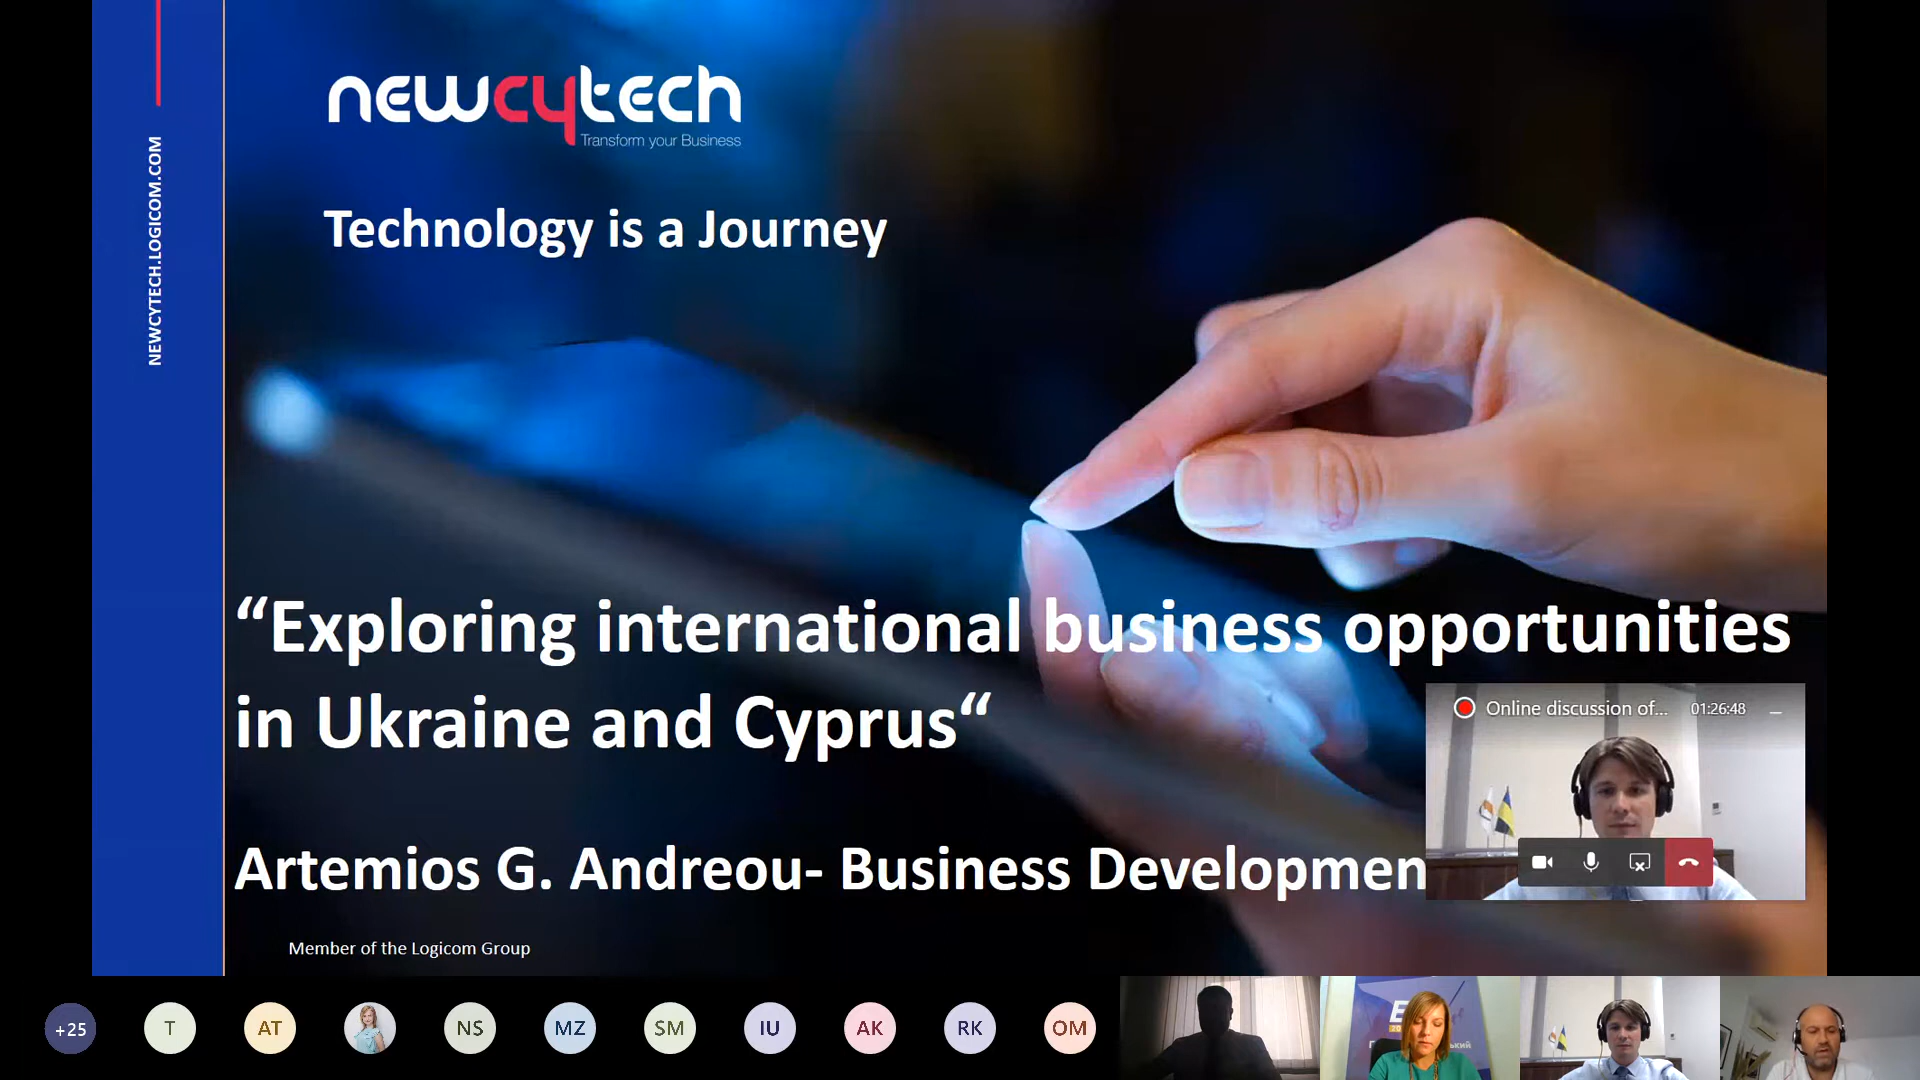 NEWCYTECH.LOGICOM.COM
newcytech
Transform your Business
Technology is a Journey
“Exploring international business opportunities
in Ukraine and Cyprus“
Artemios G. Andreou- Business Developmen
Member of the Logicom Group
Online discussion of...
01:26:48
+25
T
AT
NS
MZ
SM
IU
AK
RK
OM